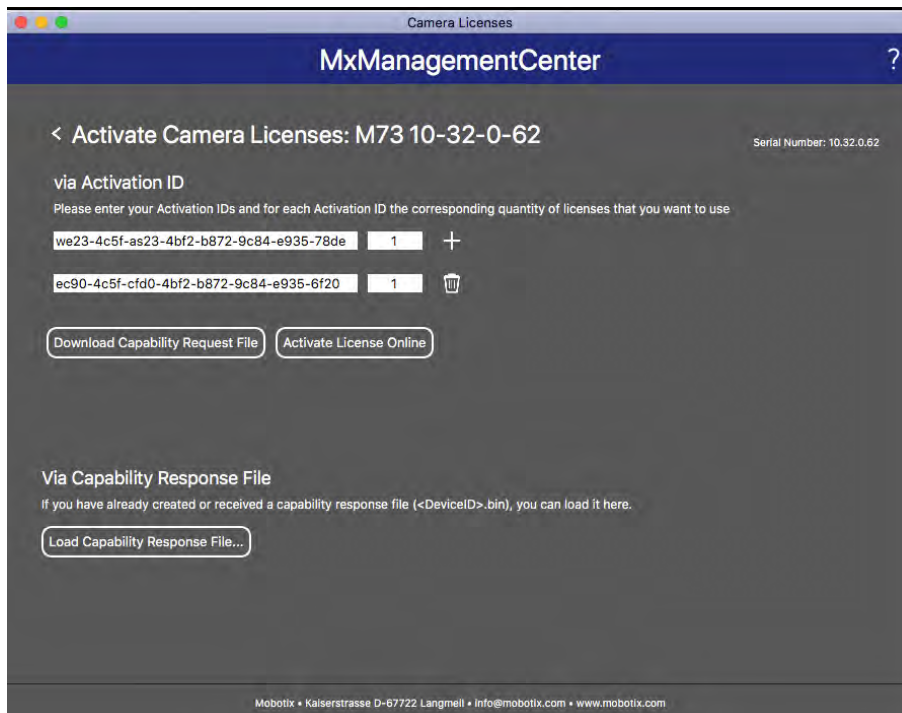 Camera Licenses
MxManagementCenter
?
< Activate Camera Licenses: M73 10-32-0-62
Serial Number: 10.32.0.62
via Activation ID
Please enter your Activation IDs and for each Activation ID the corresponding quantity of licenses that you want to use
we23-4c5f-as23-4bf2-b872-9c84-e935-78de 1 +
ec90-4c5f-cfd0-4bf2-b872-9c84-e935-6f20 1
Download Capability Request File Activate License Online
Via Capability Response File
If you have already created or received a capability response file (<DeviceID>.bin), you can load it here.
Load Capability Response File...
Mobotix • Kaiserstrasse D-67722 Langmeil • info@mobotix.com • www.mobotix.com